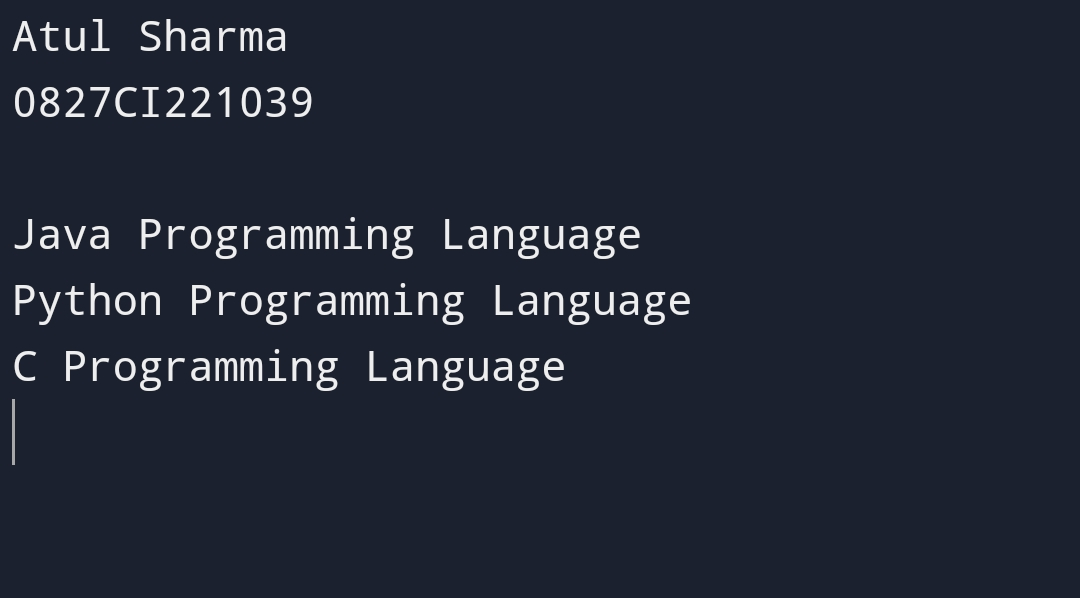 Atul Sharma
0827CI221039
Java Programming Language
Python Programming Language
C Programming Language